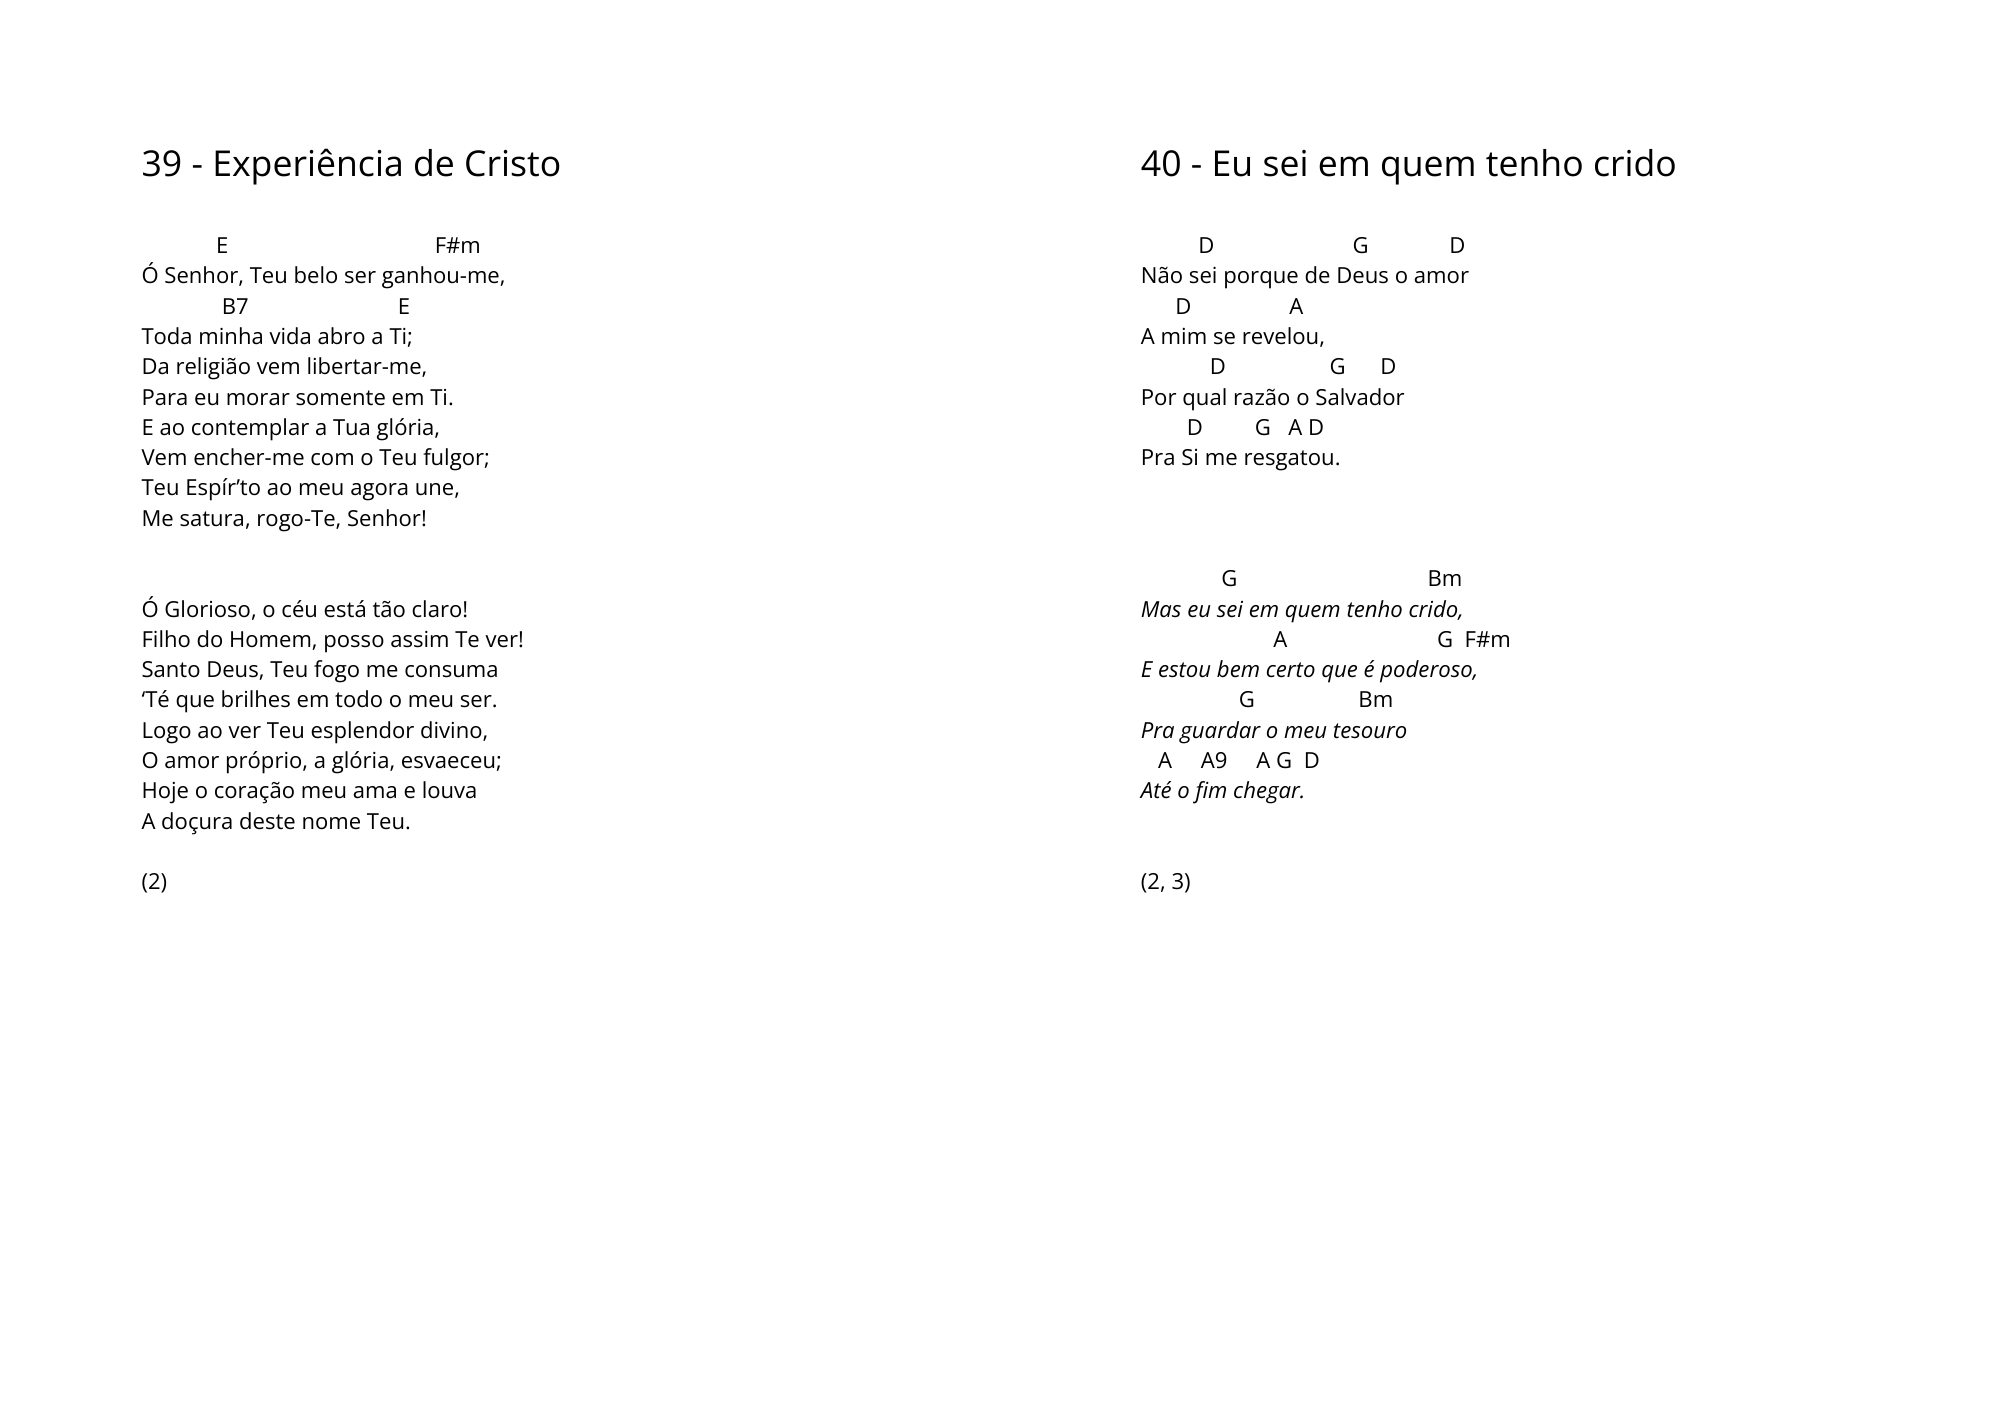 39 - Experiência de Cristo
E F#m
Ó Senhor, Teu belo ser ganhou-me,
B7 E
Toda minha vida abro a Ti;
Da religião vem libertar-me,
Para eu morar somente em Ti.
E ao contemplar a Tua glória,
Vem encher-me com o Teu fulgor;
Teu Espír’to ao meu agora une,
Me satura, rogo-Te, Senhor!
Ó Glorioso, o céu está tão claro!
Filho do Homem, posso assim Te ver!
Santo Deus, Teu fogo me consuma
‘Té que brilhes em todo o meu ser.
Logo ao ver Teu esplendor divino,
O amor próprio, a glória, esvaeceu;
Hoje o coração meu ama e louva
A doçura deste nome Teu.
(2)
40 - Eu sei em quem tenho crido
D G D
Não sei porque de Deus o amor
D A
A mim se revelou,
D G D
Por qual razão o Salvador
D G A D
Pra Si me resgatou.
G Bm
Mas eu sei em quem tenho crido,
A G F#m
E estou bem certo que é poderoso,
G Bm
Pra guardar o meu tesouro
A A9 A G D
Até o fim chegar.
(2, 3)